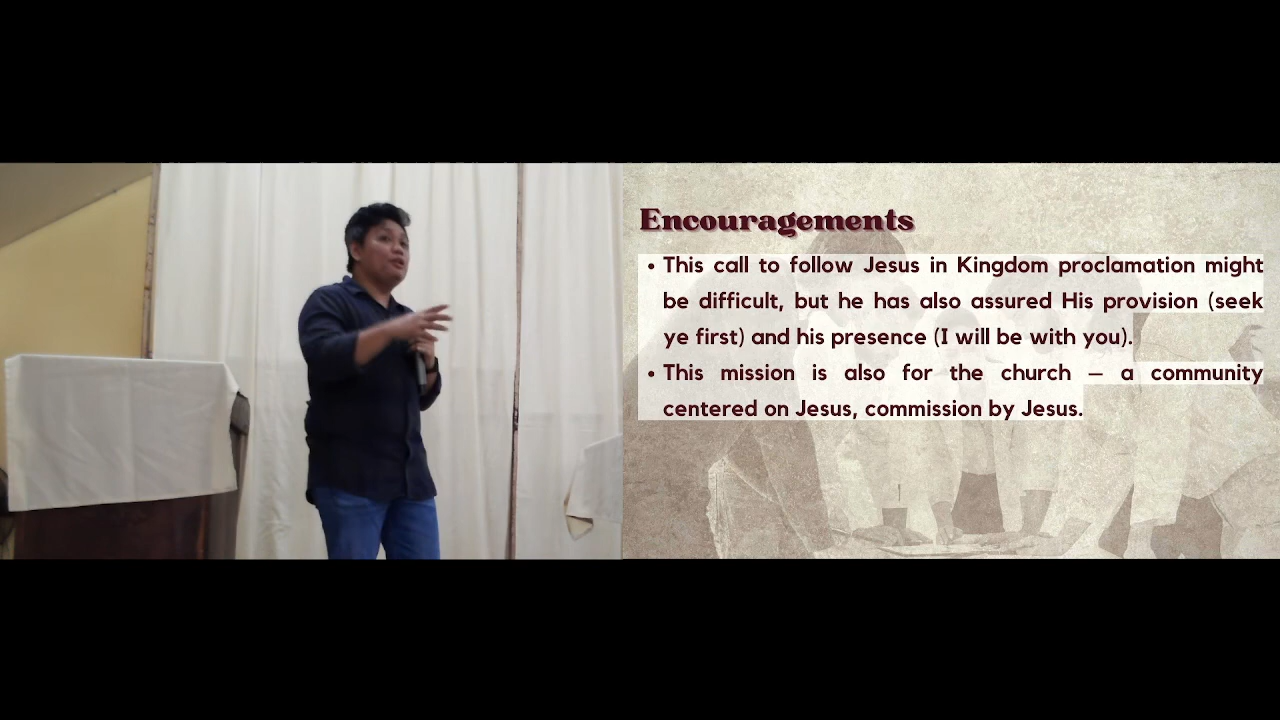 Encouragements
• This call to follow Jesus in Kingdom proclamation might
be difficult, but he has also assured His provision (seek
ye first) and his presence (I will be with you).
• This mission is also for the church – a community
centered on Jesus, commission by Jesus.